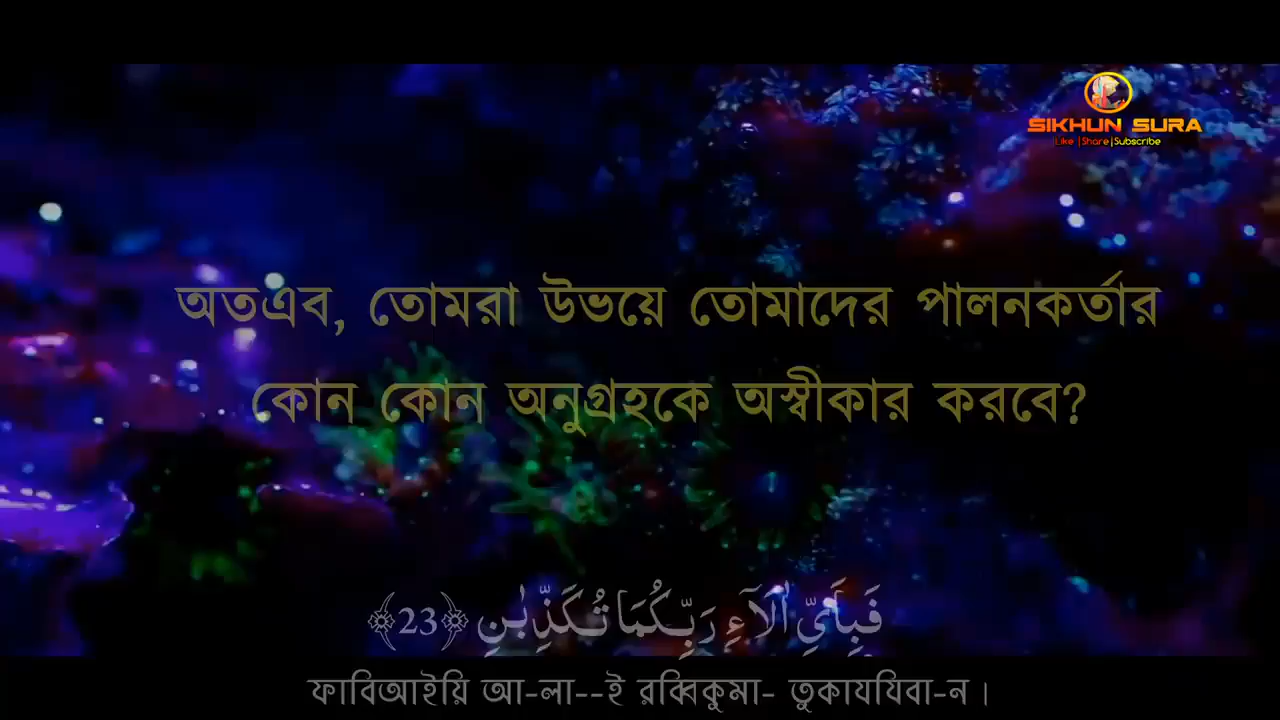 SIKHUN SURA
Like |Share|Subscribe
অতএব, তোমরা উভয়ে তোমাদের পালনকর্তার
কোন কোন অনুগ্রহকে অস্বীকার করবে?
فَبِاَىِّ اٰلَآءِ رَبِّكُمَا تُكَذِّبٰنِ ﴿23﴾
ফাবিআইয়ি আ-লা--ই রব্বিকুমা- তুকাযযিবা-ন।